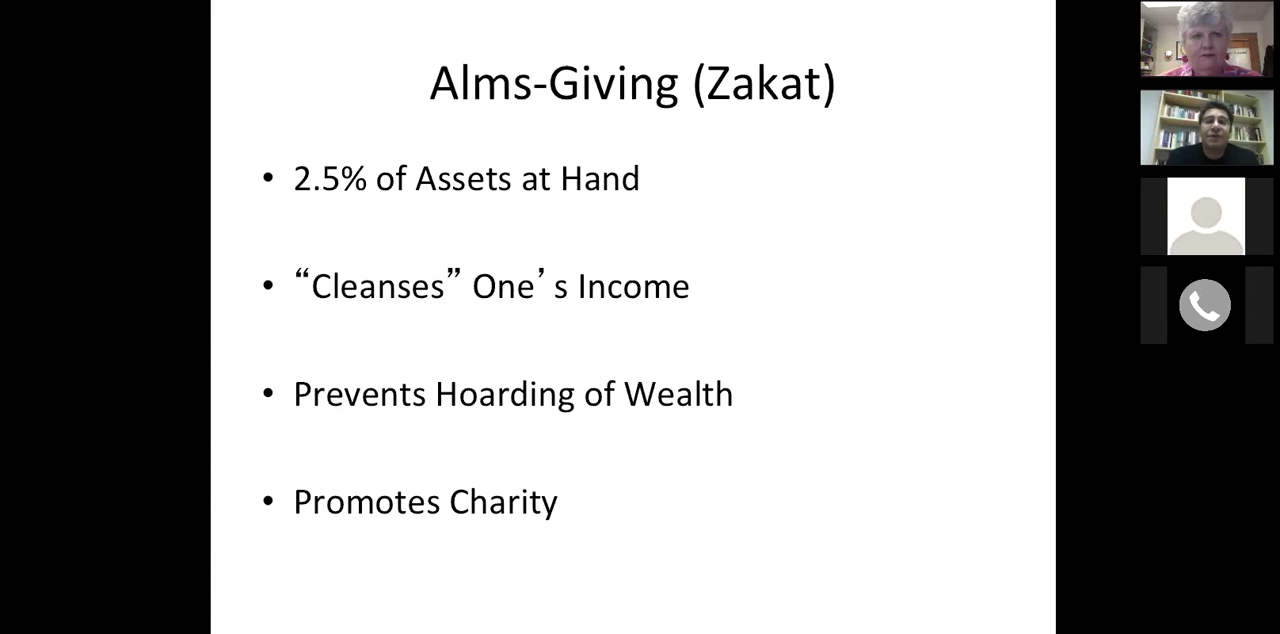 Alms-Giving (Zakat)
• 2.5% of Assets at Hand
• “Cleanses” One’s Income
• Prevents Hoarding of Wealth
• Promotes Charity